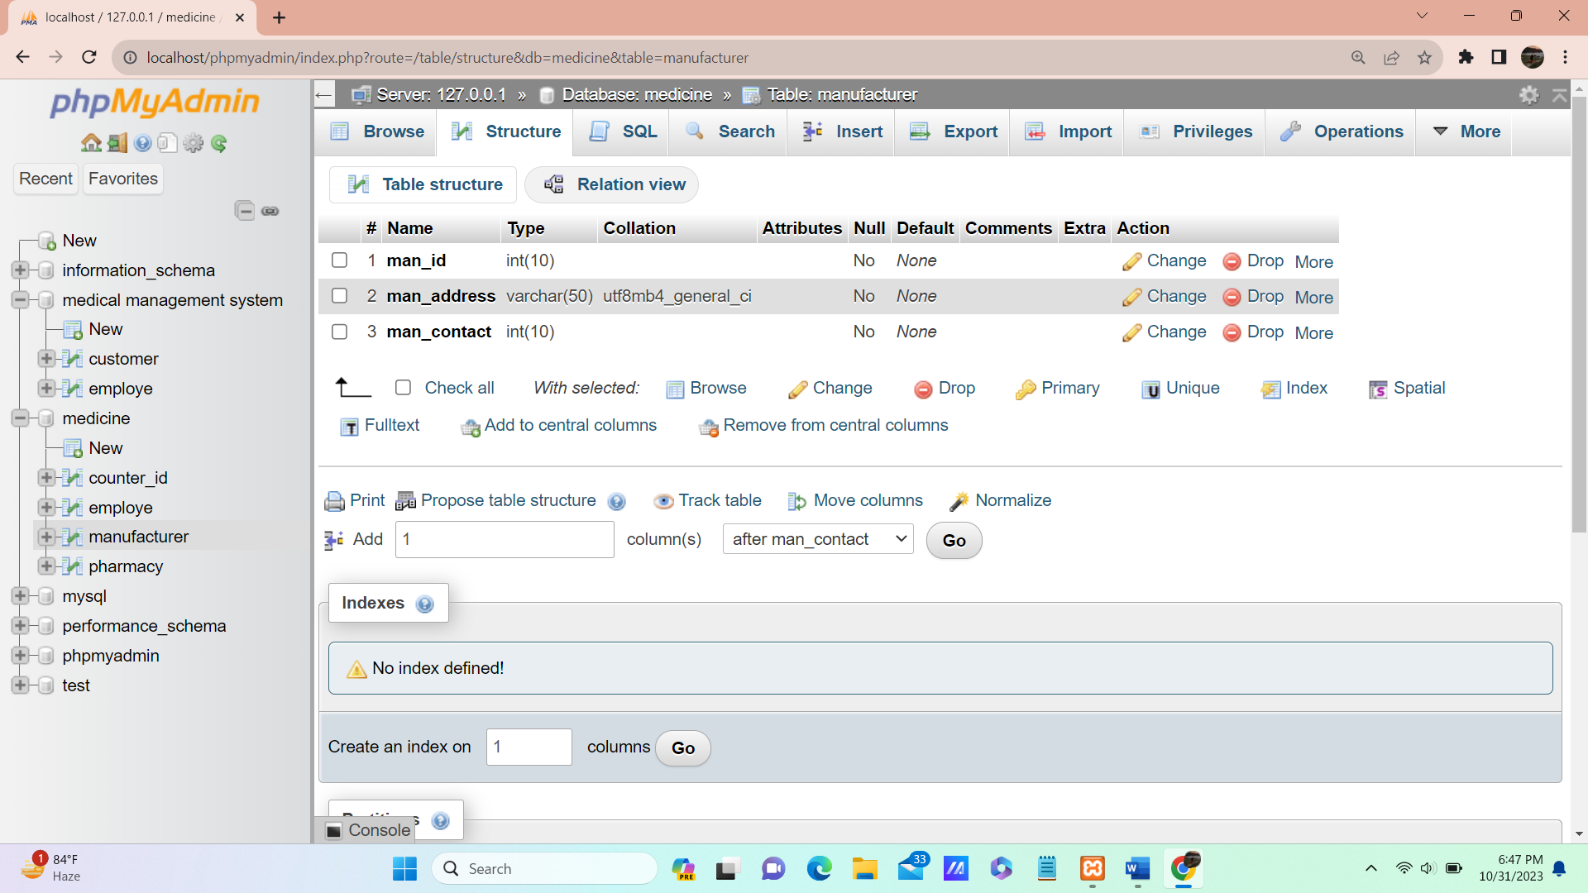 localhost / 127.0.0.1 / medicine /
localhost/phpmyadmin/index.php?route=/table/structure&db=medicine&table=manufacturer
phpMyAdmin
Recent Favorites
New
information_schema
medical management system
New
customer
employe
medicine
New
counter_id
employe
manufacturer
pharmacy
mysql
performance_schema
phpmyadmin
test
Server: 127.0.0.1 » Database: medicine » Table: manufacturer
Browse Structure SQL Search Insert Export Import Privileges Operations More
Table structure Relation view
# Name Type Collation Attributes Null Default Comments Extra Action
1 man_id int(10) No None Change Drop More
2 man_address varchar(50) utf8mb4_general_ci No None Change Drop More
3 man_contact int(10) No None Change Drop More
Check all With selected: Browse Change Drop Primary Unique Index Spatial
Fulltext Add to central columns Remove from central columns
Print Propose table structure Track table Move columns Normalize
Add 1 column(s) after man_contact Go
Indexes
No index defined!
Create an index on 1 columns Go
Console
1 84°F
Haze
Search
PRE
33
6:47 PM
10/31/2023